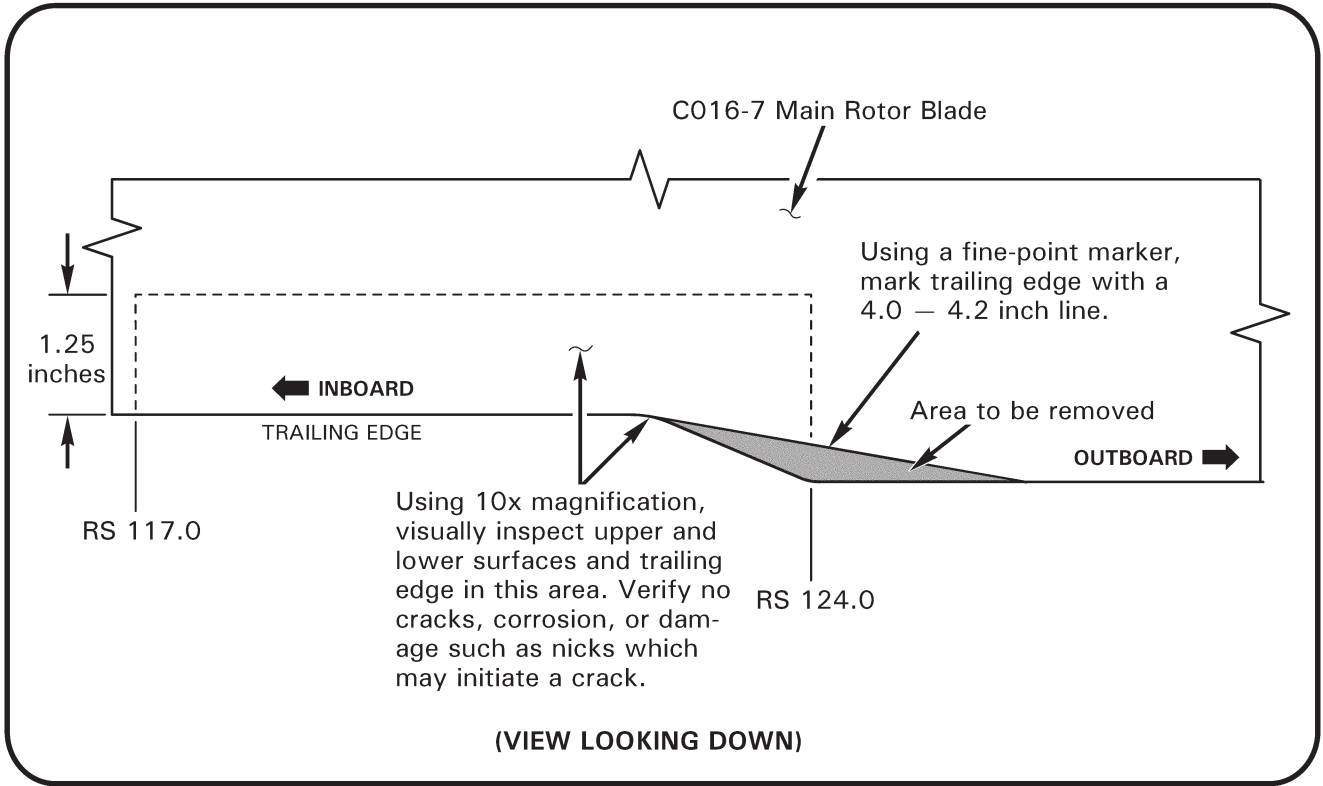 C016-7 Main Rotor Blade
Using a fine-point marker,
mark trailing edge with a
4.0 — 4.2 inch line.
1.25
inches
INBOARD
TRAILING EDGE
Area to be removed
OUTBOARD
RS 117.0
Using 10x magnification,
visually inspect upper and
lower surfaces and trailing
edge in this area. Verify no
cracks, corrosion, or dam-
age such as nicks which
may initiate a crack.
RS 124.0
(VIEW LOOKING DOWN)